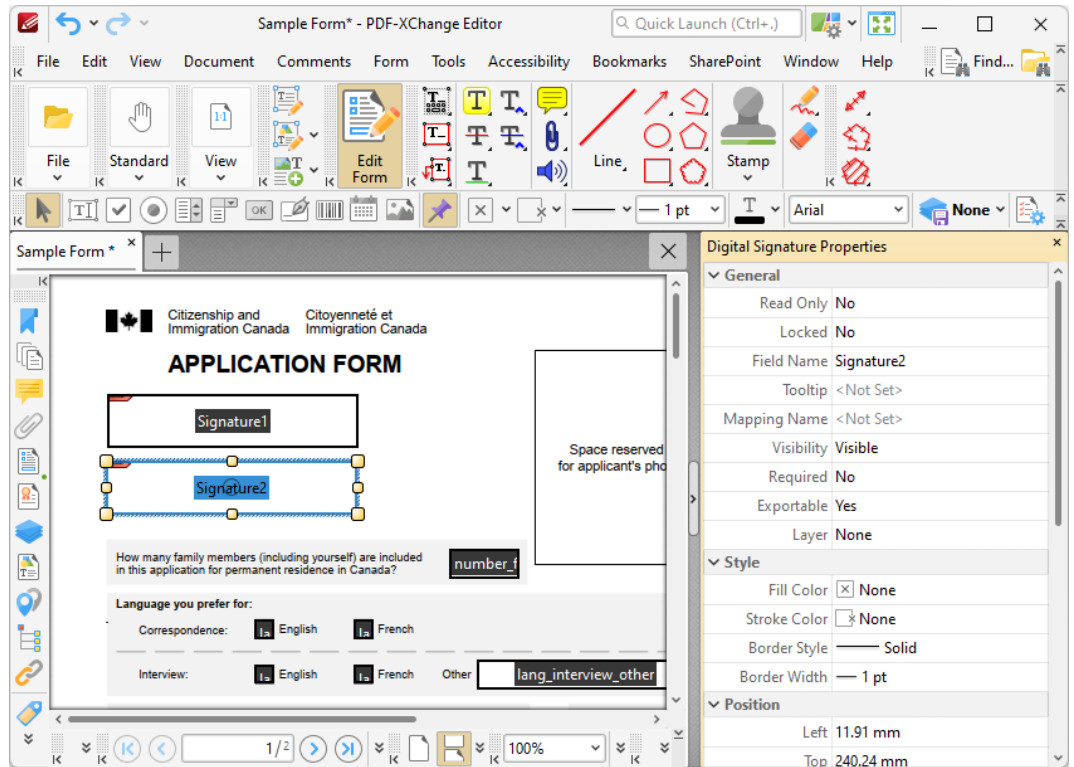 Sample Form* - PDF-XChange Editor
Quick Launch (Ctrl+.)
File Edit View Document Comments Form Tools Accessibility Bookmarks SharePoint Window Help Find...
File Standard View Edit Form Line Stamp
1 pt Arial None
Sample Form *
Citizenship and Immigration Canada
Citoyenneté et Immigration Canada
APPLICATION FORM
Signature1
Signature2
Space reserved
for applicant's pho
How many family members (including yourself) are included
in this application for permanent residence in Canada?
number_f
Language you prefer for:
Correspondence: la English la French
Interview: la English la French Other lang_interview_other
1/2
100%
Digital Signature Properties
General
Read Only No
Locked No
Field Name Signature2
Tooltip <Not Set>
Mapping Name <Not Set>
Visibility Visible
Required No
Exportable Yes
Layer None
Style
Fill Color None
Stroke Color None
Border Style Solid
Border Width 1 pt
Position
Left 11.91 mm
Top 240.24 mm